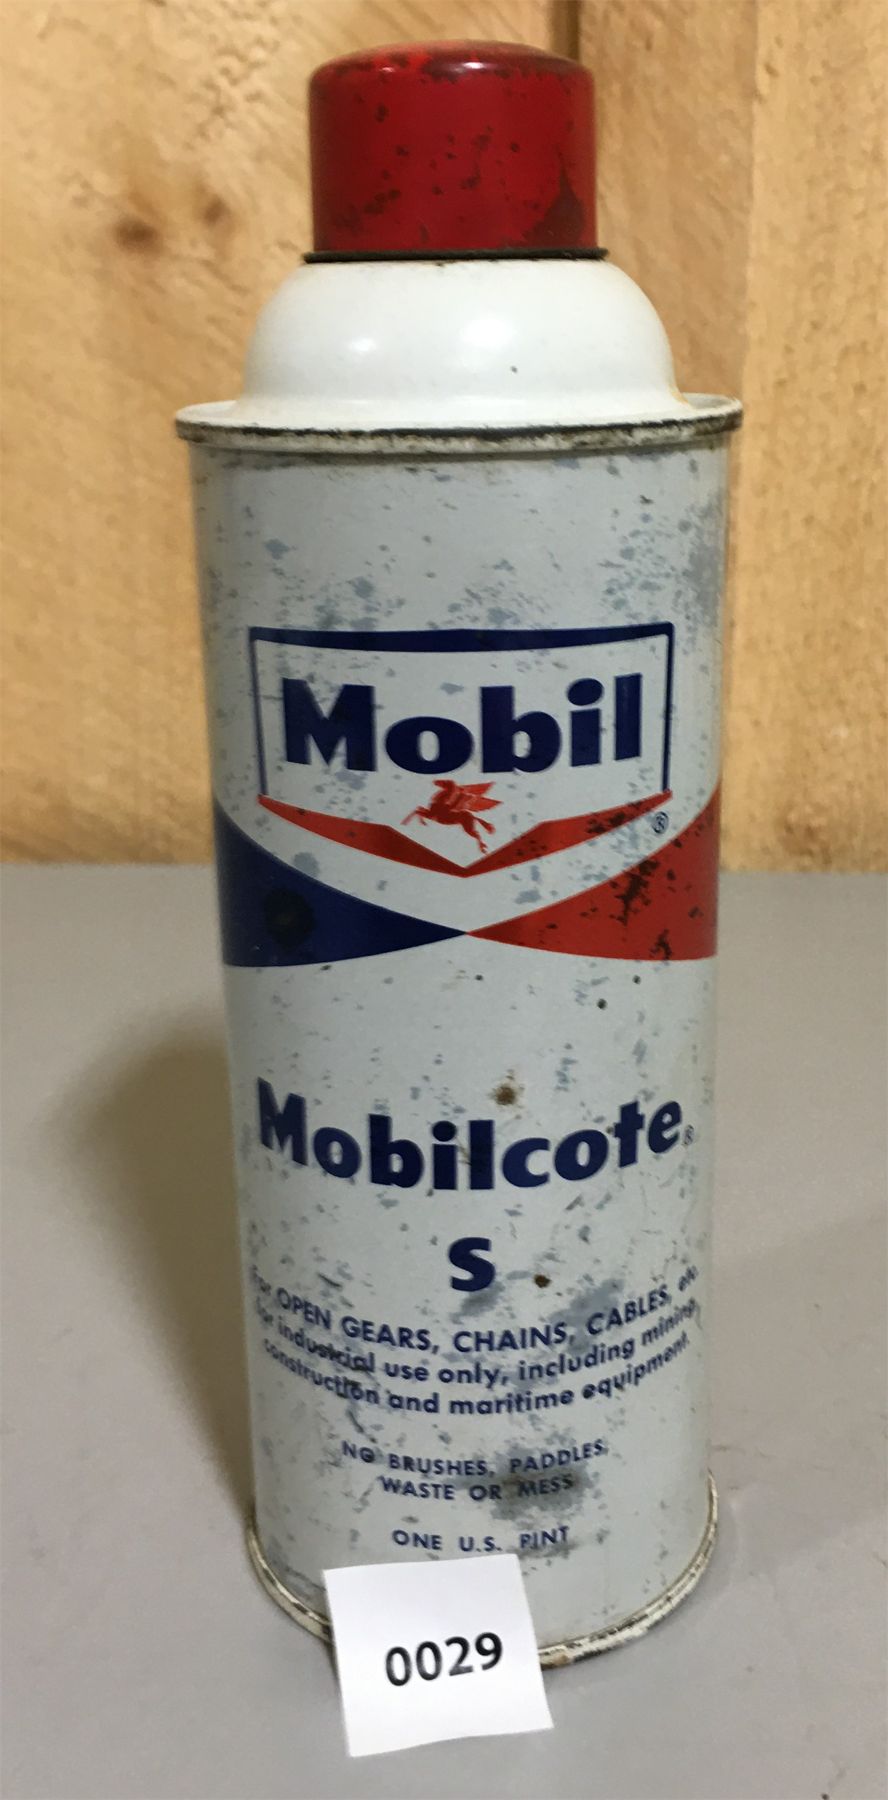 Mobil
®
Mobilcote®
S
For OPEN GEARS, CHAINS, CABLES, etc.
for industrial use only, including mining,
construction and maritime equipment.
NO BRUSHES, PADDLES,
WASTE OR MESS
ONE U.S. PINT
0029